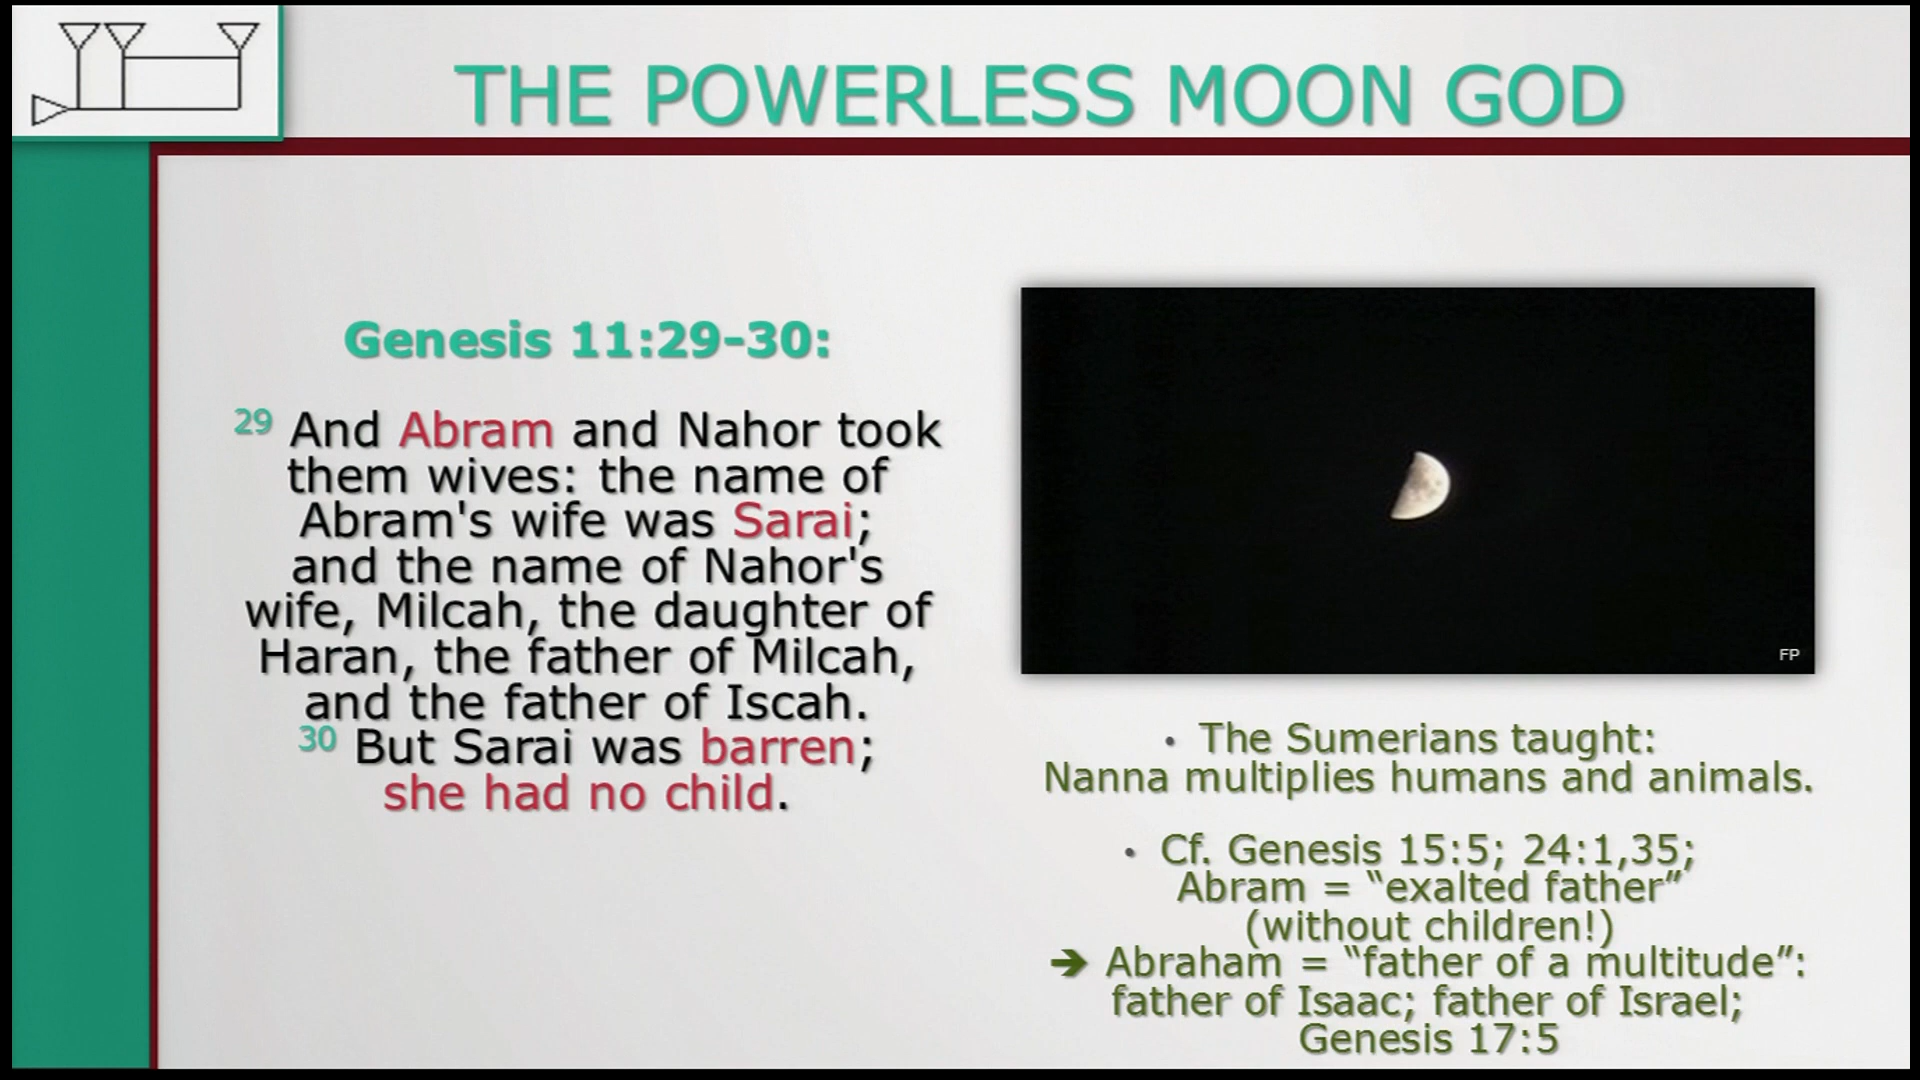 THE POWERLESS MOON GOD
Genesis 11:29-30:
29 And Abram and Nahor took
them wives: the name of
Abram's wife was Sarai;
and the name of Nahor's
wife, Milcah, the daughter of
Haran, the father of Milcah,
and the father of Iscah.
30 But Sarai was barren;
she had no child.
FP
• The Sumerians taught:
Nanna multiplies humans and animals.
• Cf. Genesis 15:5; 24:1,35;
Abram = “exalted father”
(without children!)
➔ Abraham = “father of a multitude”:
father of Isaac; father of Israel;
Genesis 17:5